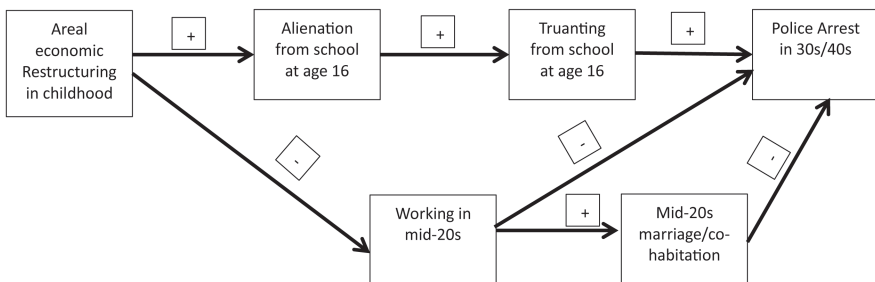 Areal
economic
Restructuring
in childhood
+
Alienation
from school
at age 16
+
Truanting
from school
at age 16
+
Police Arrest
in 30s/40s
-
-
-
Working in
mid-20s
+
Mid-20s
marriage/co-
habitation